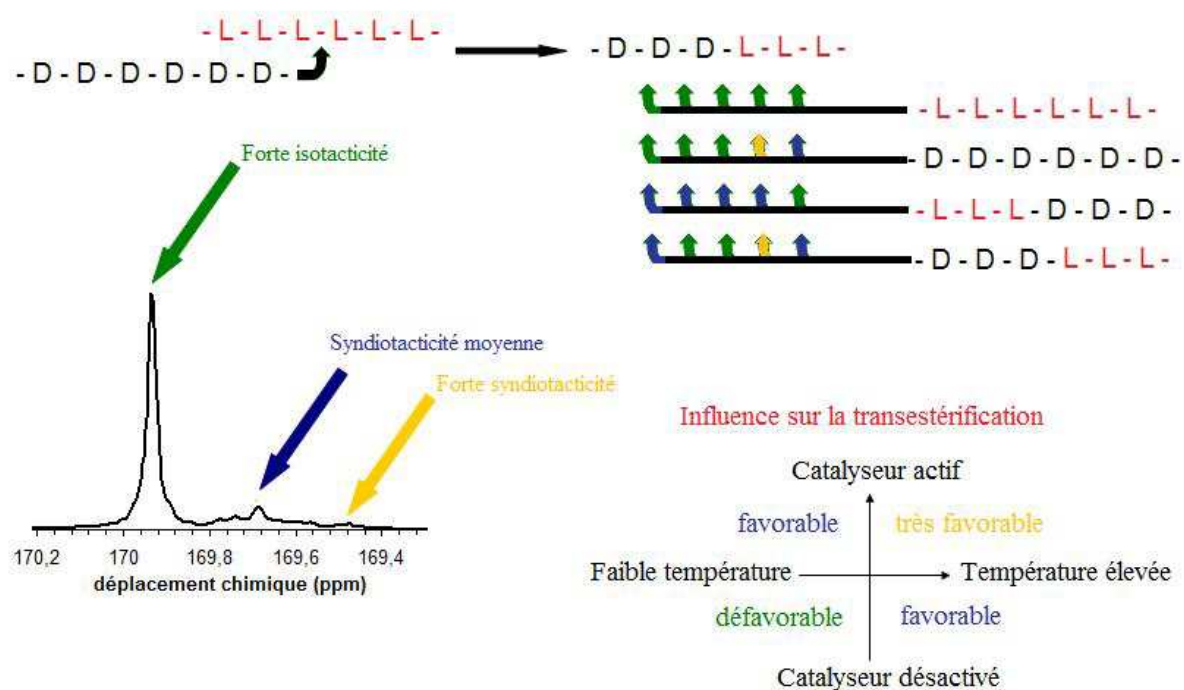 - L - L - L - L - L - L -
- D - D - D - D - D - D -
- D - D - D - L - L - L -
- L - L - L - L - L - L -
- D - D - D - D - D - D -
- L - L - L - D - D - D -
- D - D - D - L - L - L -
Forte isotacticité
Syndiotacticité moyenne
Forte syndiotacticité
170,2 170 169,8 169,6 169,4
déplacement chimique (ppm)
Influence sur la transestérification
Catalyseur actif
favorable très favorable
Faible température Température élevée
défavorable favorable
Catalyseur désactivé